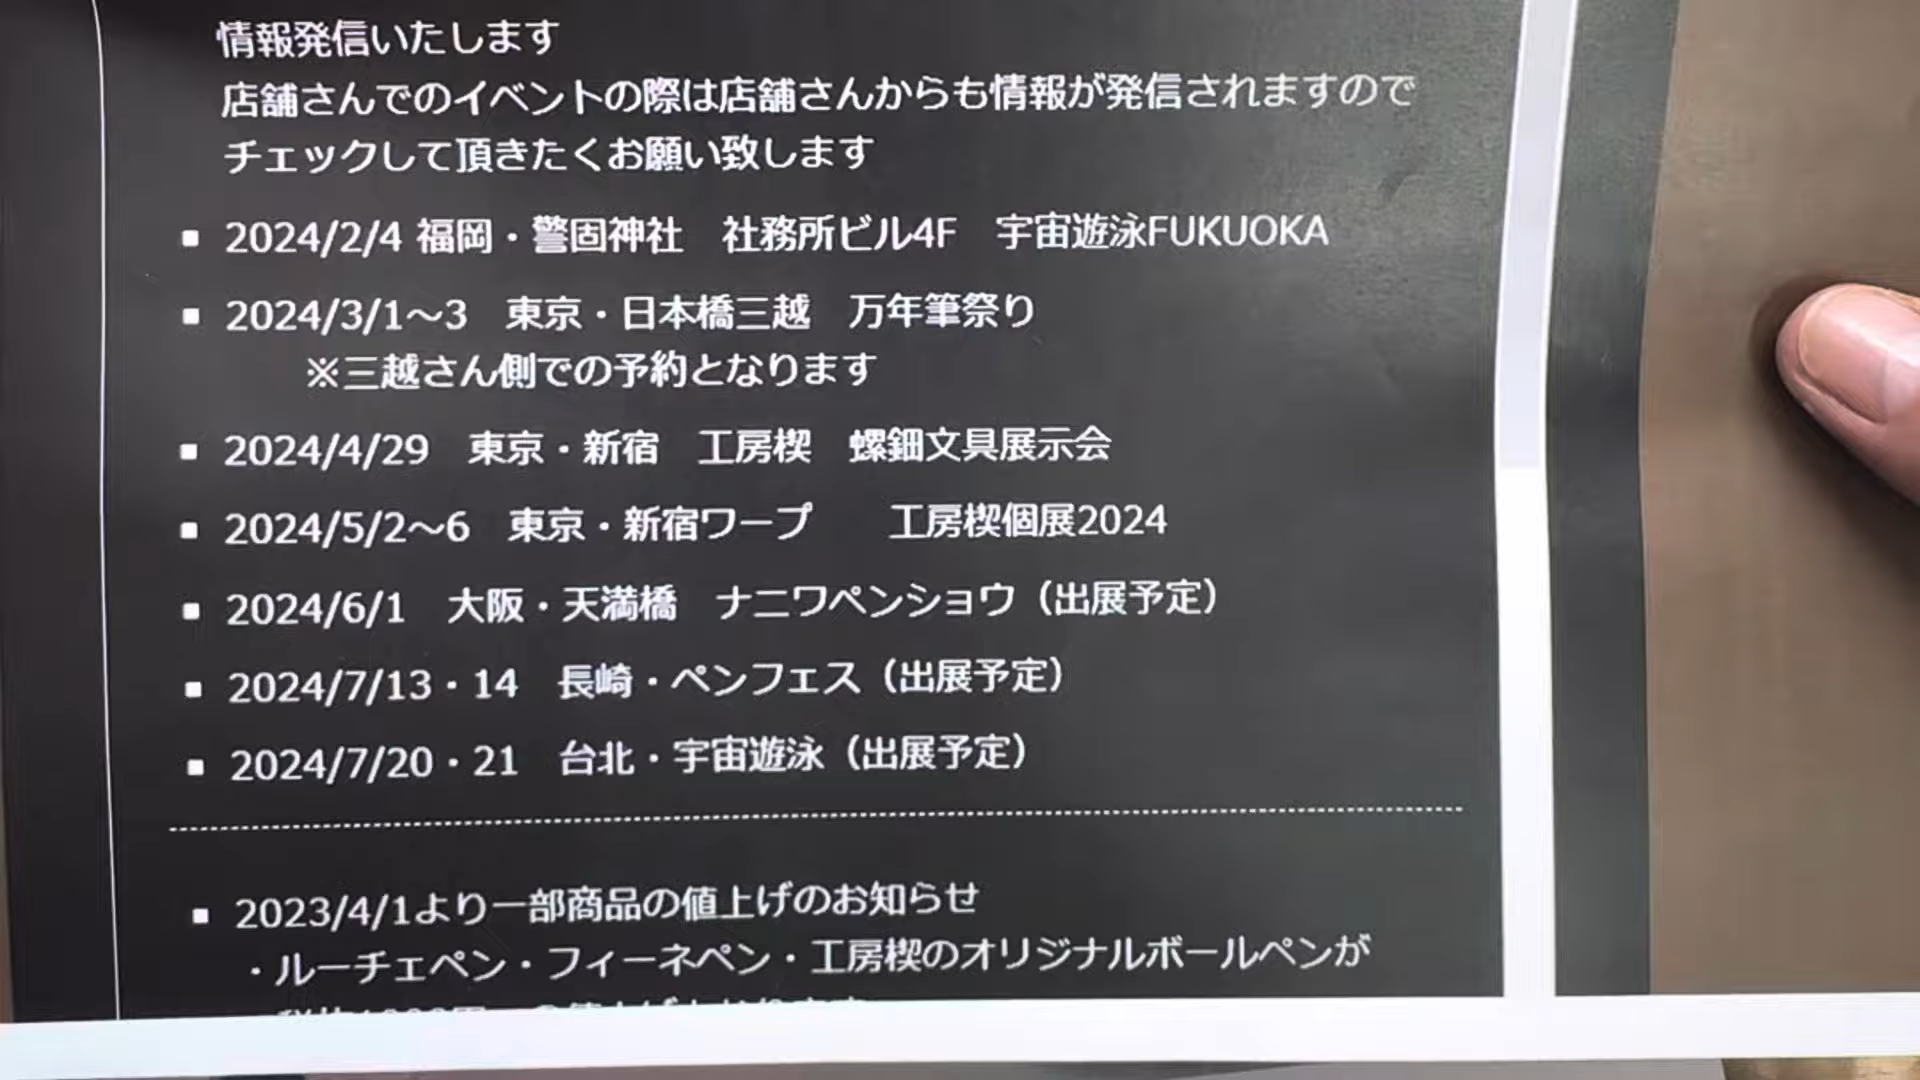 情報発信いたします
店舗さんでのイベントの際は店舗さんからも情報が発信されますので
チェックして頂きたくお願い致します
▪ 2024/2/4 福岡・警固神社　社務所ビル4F　宇宙遊泳FUKUOKA
▪ 2024/3/1～3　東京・日本橋三越　万年筆祭り
※三越さん側での予約となります
▪ 2024/4/29　東京・新宿　工房楔　螺鈿文具展示会
▪ 2024/5/2～6　東京・新宿ワープ　　工房楔個展2024
▪ 2024/6/1　大阪・天満橋　ナニワペンショウ（出展予定）
▪ 2024/7/13・14　長崎・ペンフェス（出展予定）
▪ 2024/7/20・21　台北・宇宙遊泳（出展予定）
▪ 2023/4/1より一部商品の値上げのお知らせ
・ルーチェペン・フィーネペン・工房楔のオリジナルボールペンが